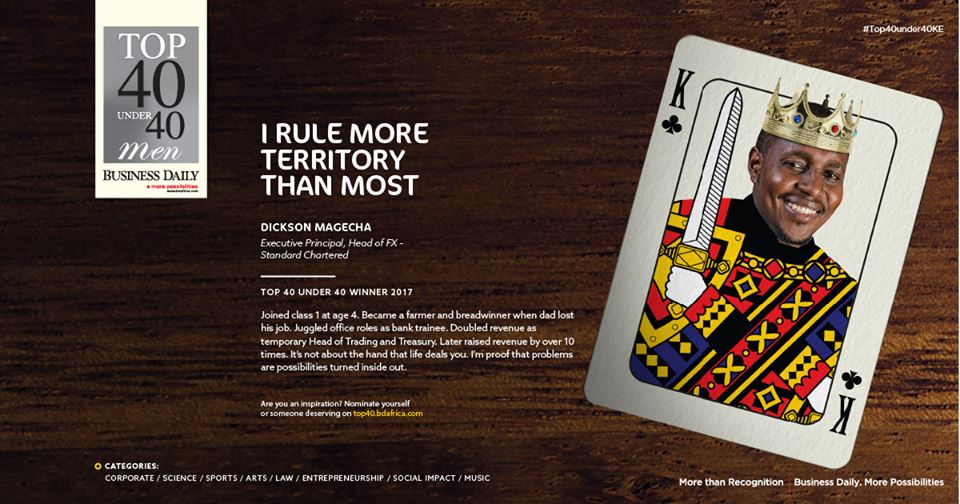 #Top40under40KE
TOP
40
UNDER
40
men
BUSINESS DAILY
a more possibilities
www.bdafrica.com
I RULE MORE
TERRITORY
THAN MOST
DICKSON MAGECHA
Executive Principal, Head of FX -
Standard Chartered
TOP 40 UNDER 40 WINNER 2017
Joined class 1 at age 4. Became a farmer and breadwinner when dad lost
his job. Juggled office roles as bank trainee. Doubled revenue as
temporary Head of Trading and Treasury. Later raised revenue by over 10
times. It's not about the hand that life deals you. I'm proof that problems
are possibilities turned inside out.
Are you an inspiration? Nominate yourself
or someone deserving on top40.bdafrica.com
K
K
CATEGORIES:
CORPORATE / SCIENCE / SPORTS / ARTS / LAW / ENTREPRENEURSHIP / SOCIAL IMPACT / MUSIC
More than Recognition Business Daily. More Possibilities